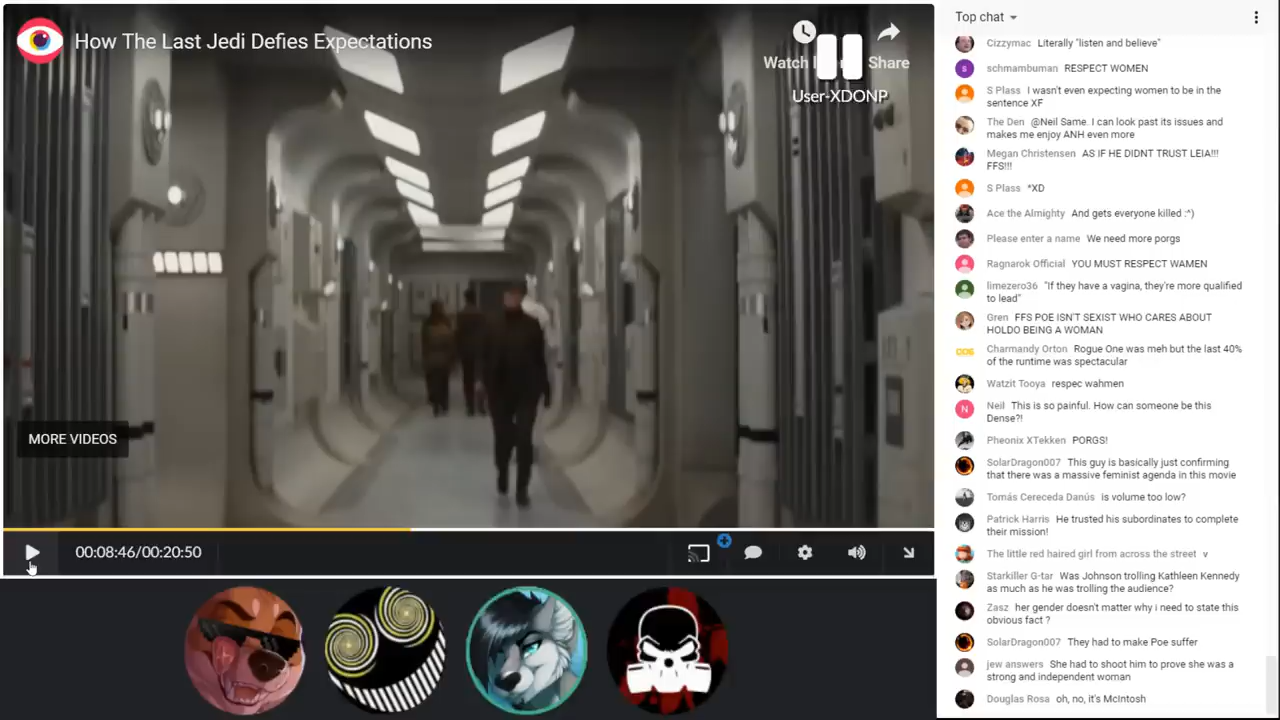 How The Last Jedi Defies Expectations
Share
User-XDONP
MORE VIDEOS
00:08:46/00:20:50
Top chat
Cizzymac Literally "listen and believe"
S
schmambuman RESPECT WOMEN
S Plass I wasn't even expecting women to be in the
sentence XF
The Den @Neil Same. I can look past its issues and
makes me enjoy ANH even more
Megan Christensen AS IF HE DIDNT TRUST LEIA!!!
FFS!!!
S Plass *XD
Ace the Almighty And gets everyone killed :^)
Please enter a name We need more porgs
Ragnarok Official YOU MUST RESPECT WAMEN
limezero36 "If they have a vagina, they're more qualified
to lead"
Gren FFS POE ISN'T SEXIST WHO CARES ABOUT
HOLDO BEING A WOMAN
Charmandy Orton Rogue One was meh but the last 40%
of the runtime was spectacular
Watzit Tooya respec wahmen
N
Neil This is so painful. How can someone be this
Dense?!
Pheonix XTekken PORGS!
SolarDragon007 This guy is basically just confirming
that there was a massive feminist agenda in this movie
Tomás Cereceda Danús is volume too low?
Patrick Harris He trusted his subordinates to complete
their mission!
The little red haired girl from across the street v
Starkiller G-tar Was Johnson trolling Kathleen Kennedy
as much as he was trolling the audience?
Zasz her gender doesn't matter why i need to state this
obvious fact ?
SolarDragon007 They had to make Poe suffer
jew answers She had to shoot him to prove she was a
strong and independent woman
Douglas Rosa oh, no, it's McIntosh